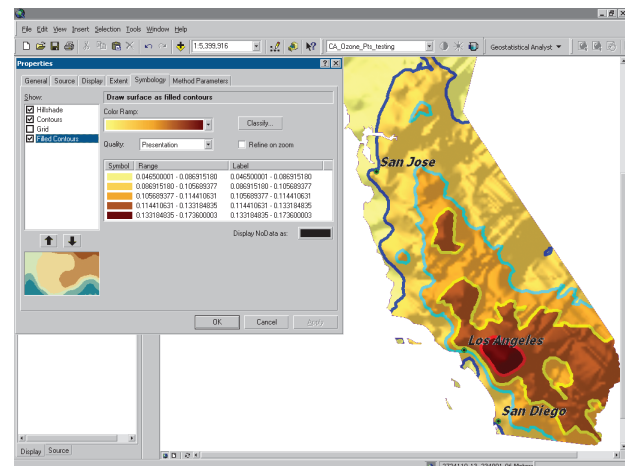 File Edit View Insert Selection Tools Window Help
1:5,399,916
CA_Ozone_Pts_testing
Geostatistical Analyst
Properties
General Source Display Extent Symbology Method Parameters
Show:
Hillshade
Contours
Grid
Filled Contours
Draw surface as filled contours
Color Ramp:
Classify...
Quality: Presentation
Refine on zoom
Symbol Range Label
0.046500001 - 0.086915180 0.046500001 - 0.086915180
0.086915180 - 0.105689377 0.086915180 - 0.105689377
0.105689377 - 0.114410631 0.105689377 - 0.114410631
0.114410631 - 0.133184835 0.114410631 - 0.133184835
0.133184835 - 0.173600003 0.133184835 - 0.173600003
Display NoData as:
OK Cancel Apply
San Jose
Los Angeles
San Diego
Display Source